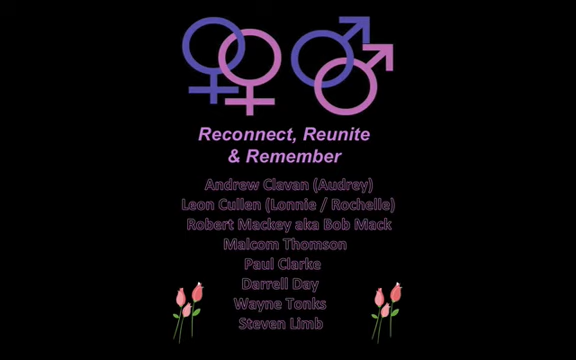 Reconnect, Reunite
& Remember
Andrew Clavan (Audrey)
Leon Cullen (Lonnie / Rochelle)
Robert Mackey aka Bob Mack
Malcom Thomson
Paul Clarke
Darrell Day
Wayne Tonks
Steven Limb